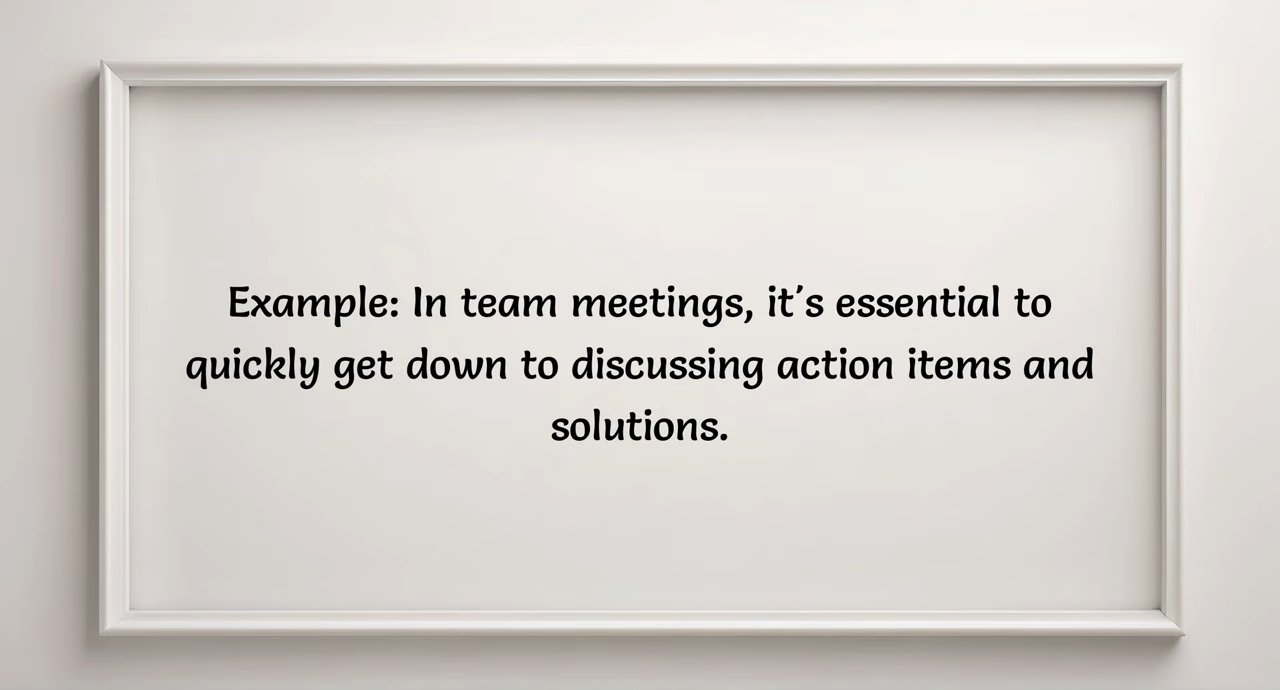 Example: In team meetings, it's essential to
quickly get down to discussing action items and
solutions.